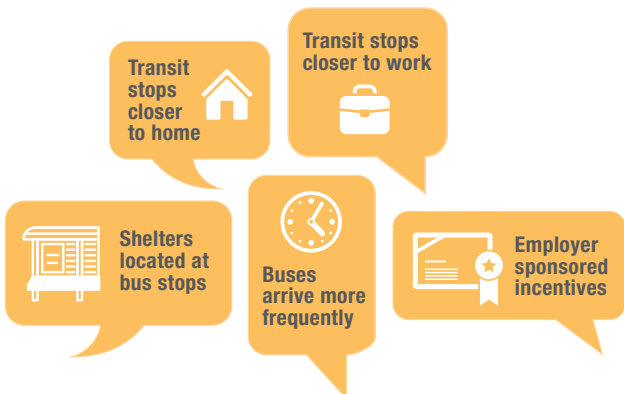 Transit
stops
closer
to home
Transit stops
closer to work
Shelters
located at
bus stops
Buses
arrive more
frequently
Employer
sponsored
incentives